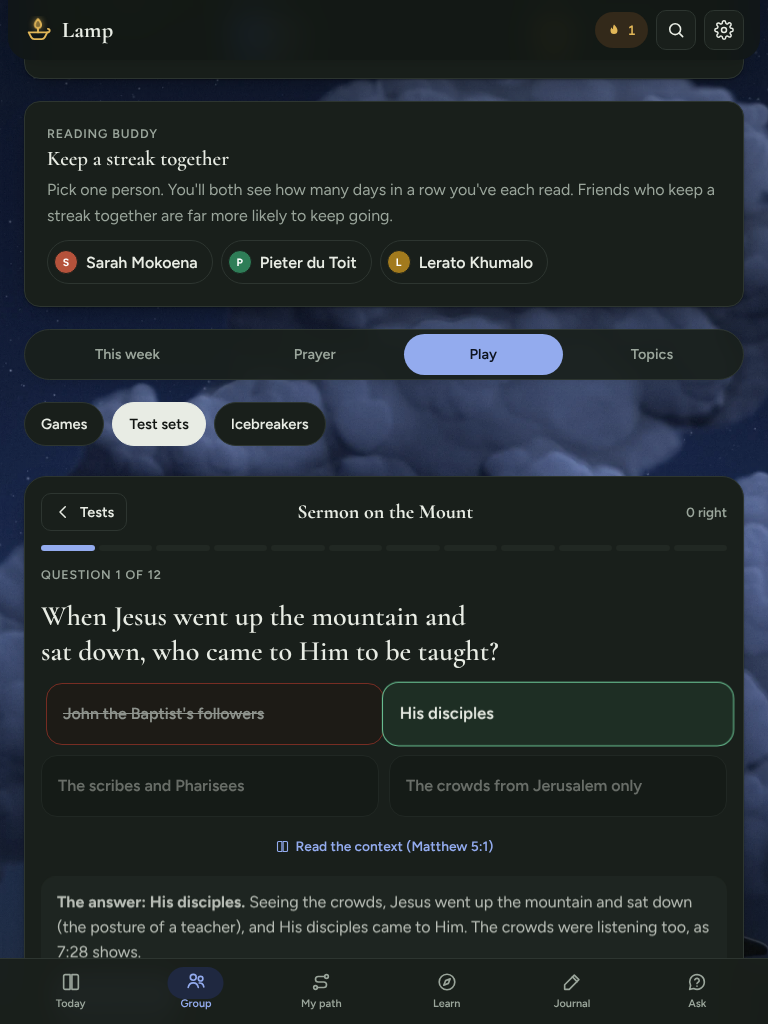 Lamp
1
READING BUDDY
Keep a streak together
Pick one person. You'll both see how many days in a row you've each read. Friends who keep a
streak together are far more likely to keep going.
S Sarah Mokoena P Pieter du Toit L Lerato Khumalo
This week Prayer Play Topics
Games Test sets Icebreakers
Tests Sermon on the Mount 0 right
QUESTION 1 OF 12
When Jesus went up the mountain and
sat down, who came to Him to be taught?
John the Baptist's followers His disciples
The scribes and Pharisees The crowds from Jerusalem only
Read the context (Matthew 5:1)
The answer: His disciples. Seeing the crowds, Jesus went up the mountain and sat down
(the posture of a teacher), and His disciples came to Him. The crowds were listening too, as
7:28 shows.
Today Group My path Learn Journal Ask